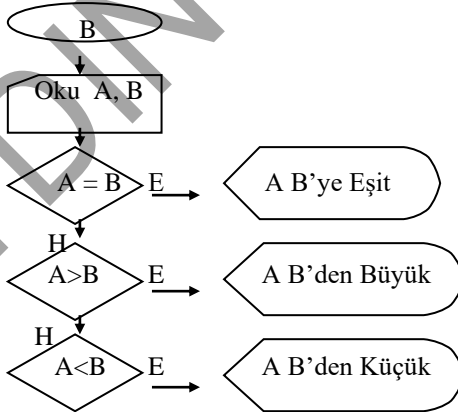 B
Oku A, B
A = B E A B'ye Eşit
H
A>B E A B'den Büyük
H
A<B E A B'den Küçük